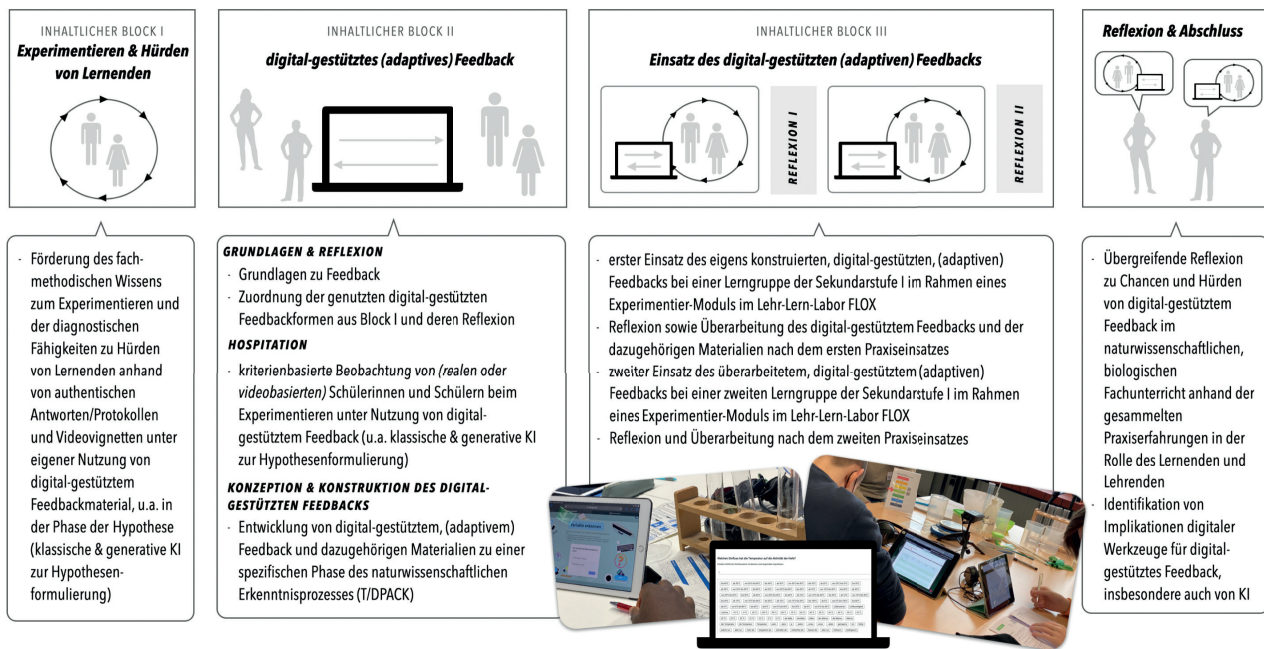 INHALTLICHER BLOCK I
Experimentieren & Hürden
von Lernenden
INHALTLICHER BLOCK II
digital-gestütztes (adaptives) Feedback
INHALTLICHER BLOCK III
Einsatz des digital-gestützten (adaptiven) Feedbacks
REFLEXION I
REFLEXION II
Reflexion & Abschluss
- Förderung des fach-
methodischen Wissens
zum Experimentieren und
der diagnostischen
Fähigkeiten zu Hürden
von Lernenden anhand
von authentischen
Antworten/Protokollen
und Videovignetten unter
eigener Nutzung von
digital-gestütztem
Feedbackmaterial, u.a. in
der Phase der Hypothese
(klassische & generative KI
zur Hypothesen-
formulierung)
GRUNDLAGEN & REFLEXION
- Grundlagen zu Feedback
- Zuordnung der genutzten digital-gestützten
Feedbackformen aus Block I und deren Reflexion
HOSPITATION
- kriterienbasierte Beobachtung von (realen oder
videobasierten) Schülerinnen und Schülern beim
Experimentieren unter Nutzung von digital-
gestütztem Feedback (u.a. klassische & generative KI
zur Hypothesenformulierung)
KONZEPTION & KONSTRUKTION DES DIGITAL-
GESTÜTZTEN FEEDBACKS
- Entwicklung von digital-gestütztem, (adaptivem)
Feedback und dazugehörigen Materialien zu einer
spezifischen Phase des naturwissenschaftlichen
Erkenntnisprozesses (T/DPACK)
- erster Einsatz des eigens konstruierten, digital-gestützten, (adaptiven)
Feedbacks bei einer Lerngruppe der Sekundarstufe I im Rahmen eines
Experimentier-Moduls im Lehr-Lern-Labor FLOX
- Reflexion sowie Überarbeitung des digital-gestütztem Feedbacks und der
dazugehörigen Materialien nach dem ersten Praxiseinsatzes
- zweiter Einsatz des überarbeitetem, digital-gestütztem (adaptiven)
Feedbacks bei einer zweiten Lerngruppe der Sekundarstufe I im Rahmen
eines Experimentier-Moduls im Lehr-Lern-Labor FLOX
- Reflexion und Überarbeitung nach dem zweiten Praxiseinsatzes
- Übergreifende Reflexion
zu Chancen und Hürden
von digital-gestütztem
Feedback im
naturwissenschaftlichen,
biologischen
Fachunterricht anhand der
gesammelten
Praxiserfahrungen in der
Rolle des Lernenden und
Lehrenden
- Identifikation von
Implikationen digitaler
Werkzeuge für digital-
gestütztes Feedback,
insbesondere auch von KI